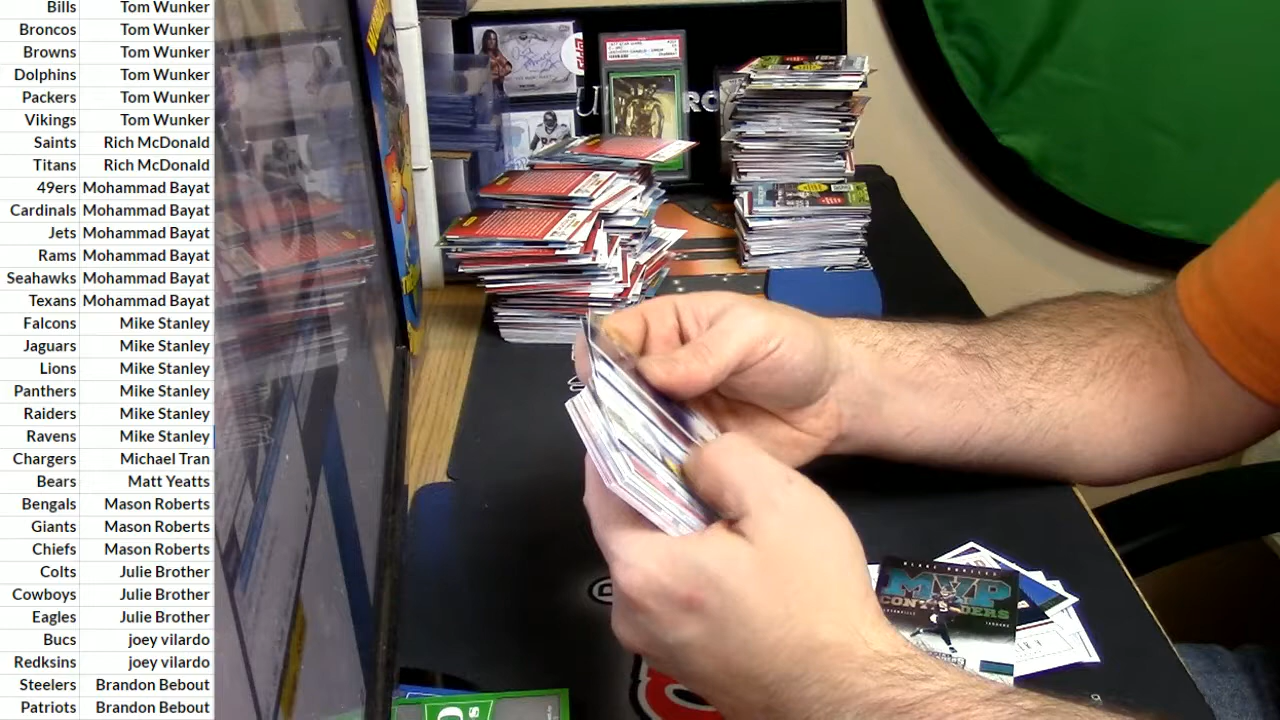 Bills Tom Wunker
Broncos Tom Wunker
Browns Tom Wunker
Dolphins Tom Wunker
Packers Tom Wunker
Vikings Tom Wunker
Saints Rich McDonald
Titans Rich McDonald
49ers Mohammad Bayat
Cardinals Mohammad Bayat
Jets Mohammad Bayat
Rams Mohammad Bayat
Seahawks Mohammad Bayat
Texans Mohammad Bayat
Falcons Mike Stanley
Jaguars Mike Stanley
Lions Mike Stanley
Panthers Mike Stanley
Raiders Mike Stanley
Ravens Mike Stanley
Chargers Michael Tran
Bears Matt Yeatts
Bengals Mason Roberts
Giants Mason Roberts
Chiefs Mason Roberts
Colts Julie Brother
Cowboys Julie Brother
Eagles Julie Brother
Bucs joey vilardo
Redksins joey vilardo
Steelers Brandon Bebout
Patriots Brandon Bebout
MVP
CONTENDERS